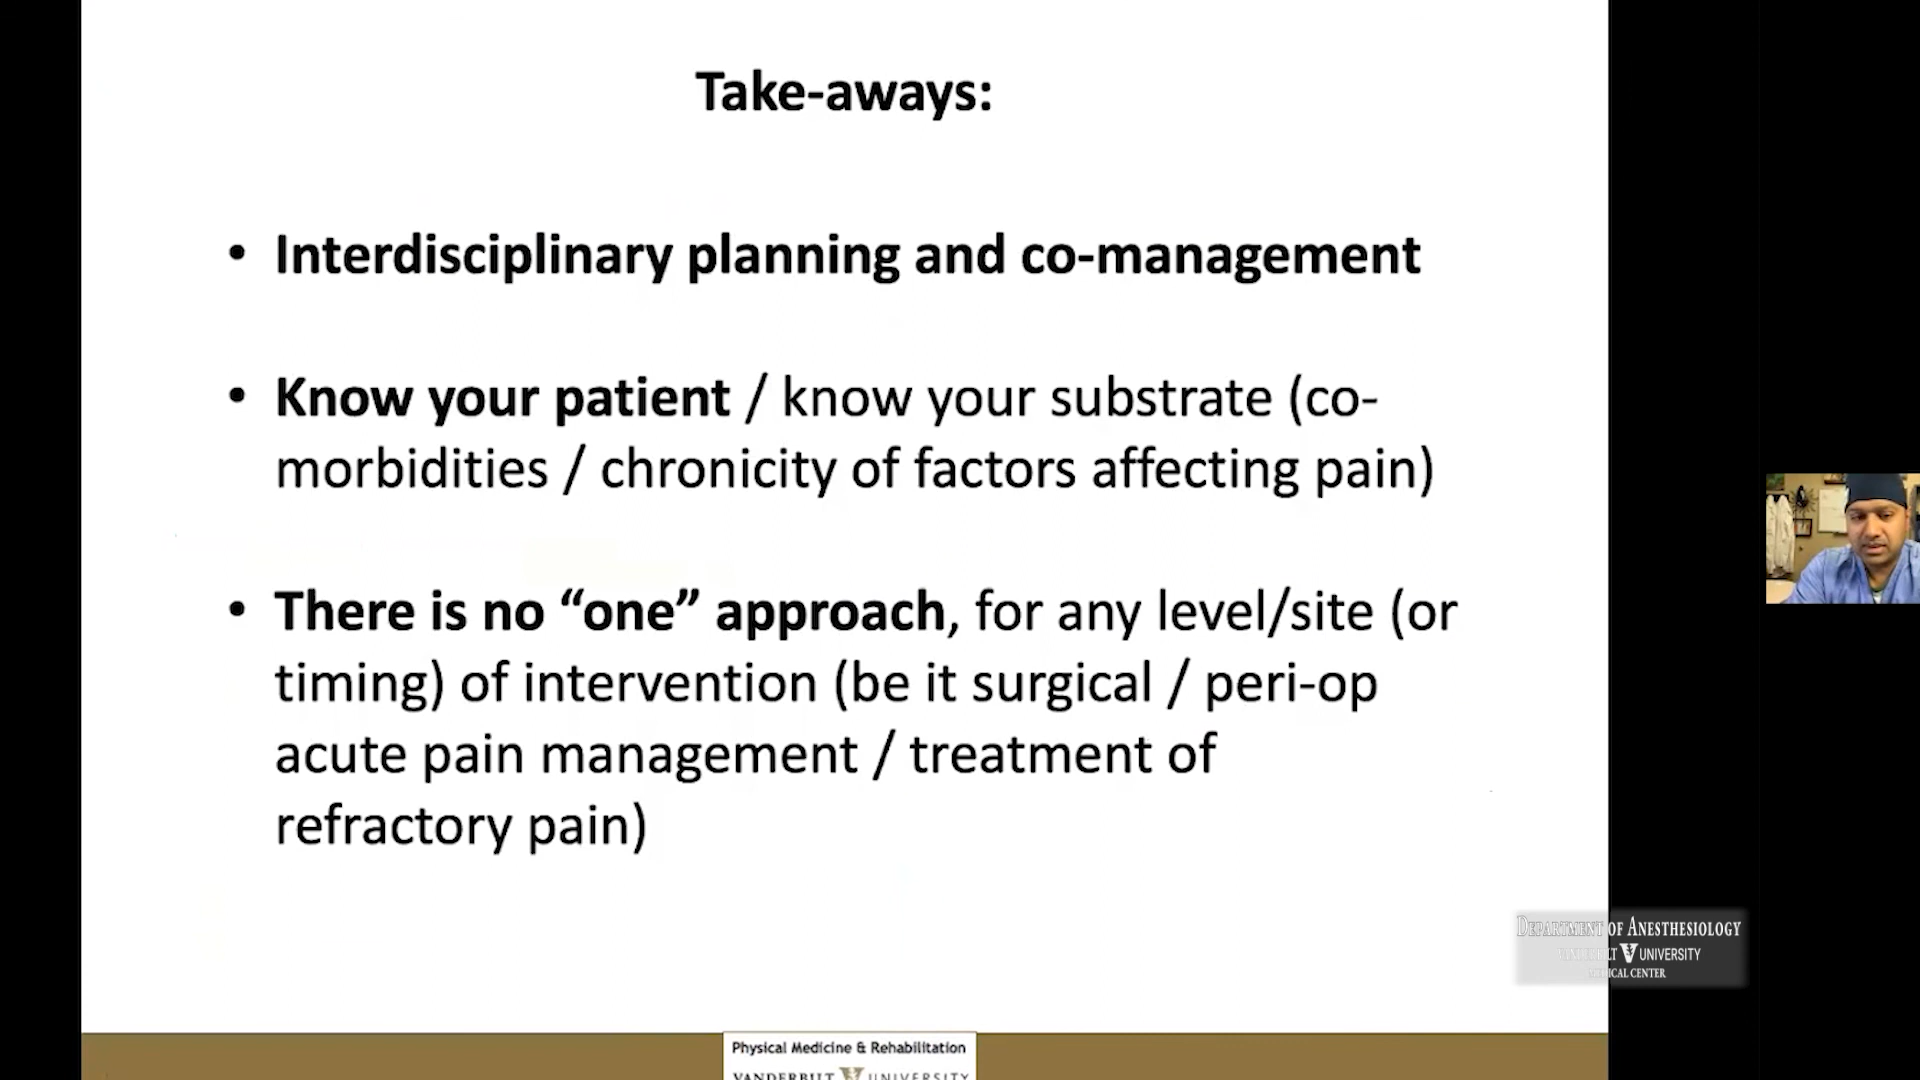 Take-aways:
• Interdisciplinary planning and co-management
• Know your patient / know your substrate (co-
morbidities / chronicity of factors affecting pain)
• There is no “one” approach, for any level/site (or
timing) of intervention (be it surgical / peri-op
acute pain management / treatment of
refractory pain)
DEPARTMENT OF ANESTHESIOLOGY
VANDERBILT UNIVERSITY
MEDICAL CENTER
Physical Medicine & Rehabilitation
VANDERBILT UNIVERSITY